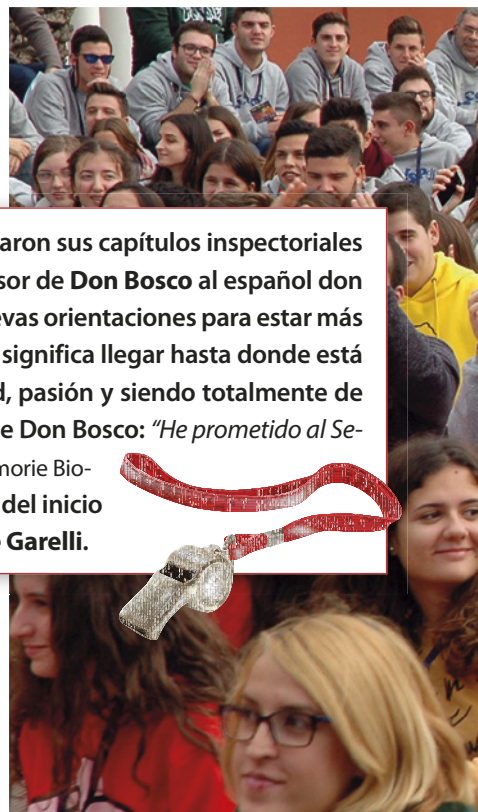 aron sus capítulos inspectoriales
sor de Don Bosco al español don
evas orientaciones para estar más
significa llegar hasta donde está
d, pasión y siendo totalmente de
e Don Bosco: "He prometido al Se-
morie Bio-
del inicio
Garelli.